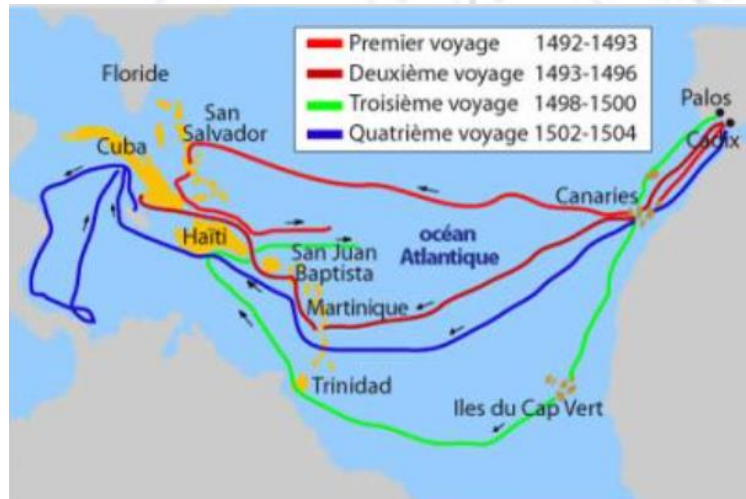 Premier voyage 1492-1493
Deuxième voyage 1493-1496
Troisième voyage 1498-1500
Quatrième voyage 1502-1504
Floride
San
Salvador
Cuba
Palos
Cadix
Canaries
Haïti
océan
Atlantique
San Juan
Baptista
Martinique
Trinidad
Iles du Cap Vert